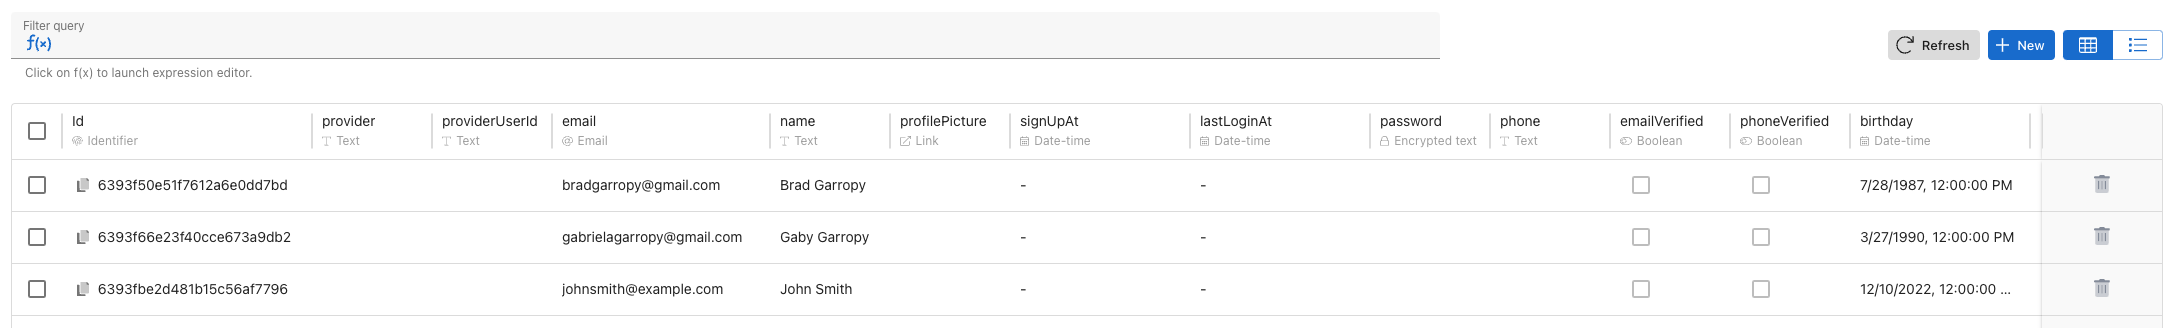 Filter query
f(x)
Click on f(x) to launch expression editor.
Refresh
New
Id provider providerUserId email name profilePicture signUpAt lastLoginAt password phone emailVerified phoneVerified birthday
Identifier Text Text Email Text Link Date-time Date-time Encrypted text Text Boolean Boolean Date-time
6393f50e51f7612a6e0dd7bd bradgarropy@gmail.com Brad Garropy - - 7/28/1987, 12:00:00 PM
6393f66e23f40cce673a9db2 gabrielagarropy@gmail.com Gaby Garropy - - 3/27/1990, 12:00:00 PM
6393fbe2d481b15c56af7796 johnsmith@example.com John Smith - - 12/10/2022, 12:00:00 ...